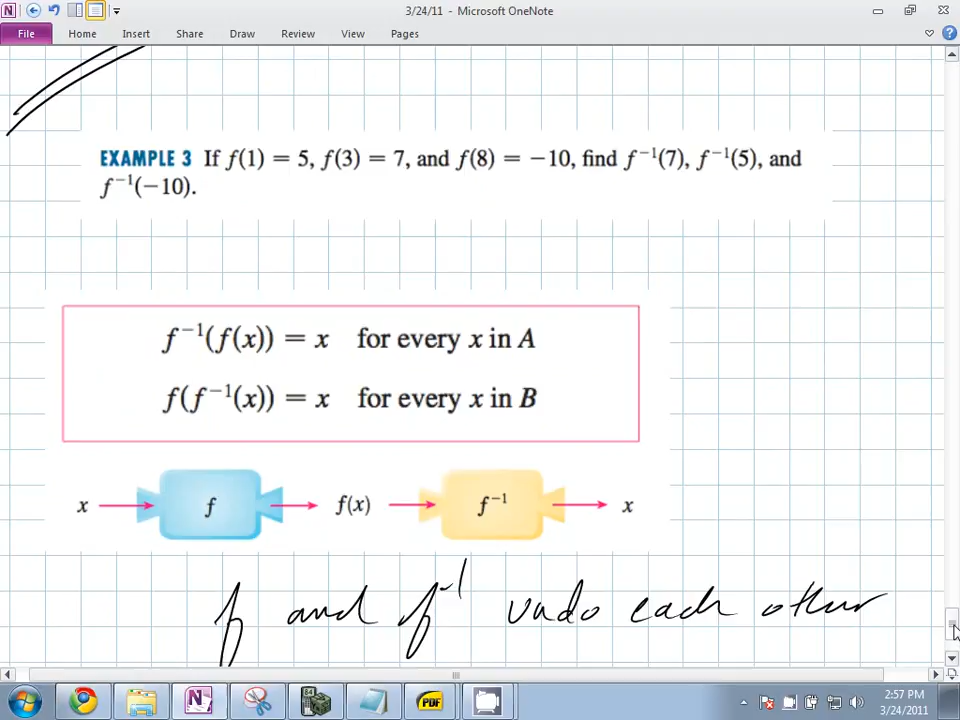 3/24/11 - Microsoft OneNote
File Home Insert Share Draw Review View Pages
EXAMPLE 3 If f(1) = 5, f(3) = 7, and f(8) = −10, find f⁻¹(7), f⁻¹(5), and
f⁻¹(−10).
f⁻¹(f(x)) = x for every x in A
f(f⁻¹(x)) = x for every x in B
x f f(x) f⁻¹ x
f and f⁻¹ undo each other
PDF
2:57 PM
3/24/2011